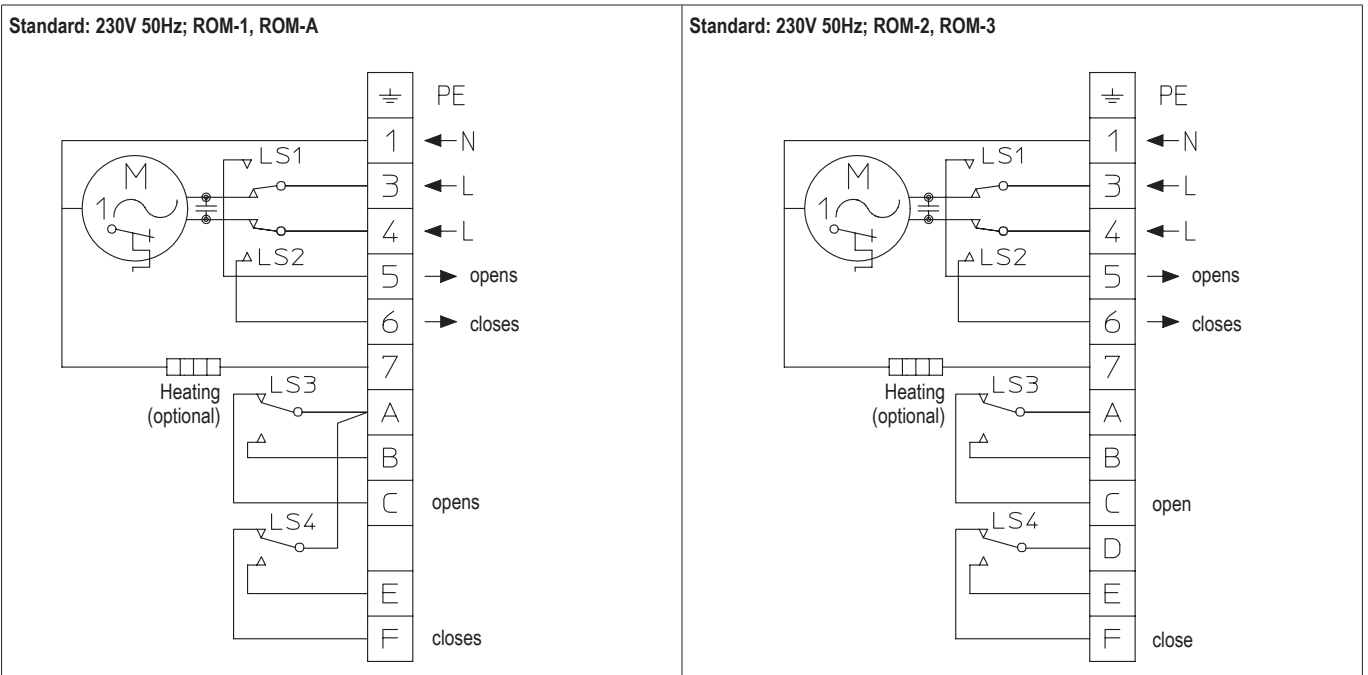 Standard: 230V 50Hz; ROM-1, ROM-A
PE
1 N
LS1
M
1
3 L
4 L
LS2
5 opens
6 closes
7
Heating
(optional)
LS3
A
B
C opens
LS4
E
F closes
Standard: 230V 50Hz; ROM-2, ROM-3
PE
1 N
LS1
M
1
3 L
4 L
LS2
5 opens
6 closes
7
Heating
(optional)
LS3
A
B
C open
LS4
D
E
F close